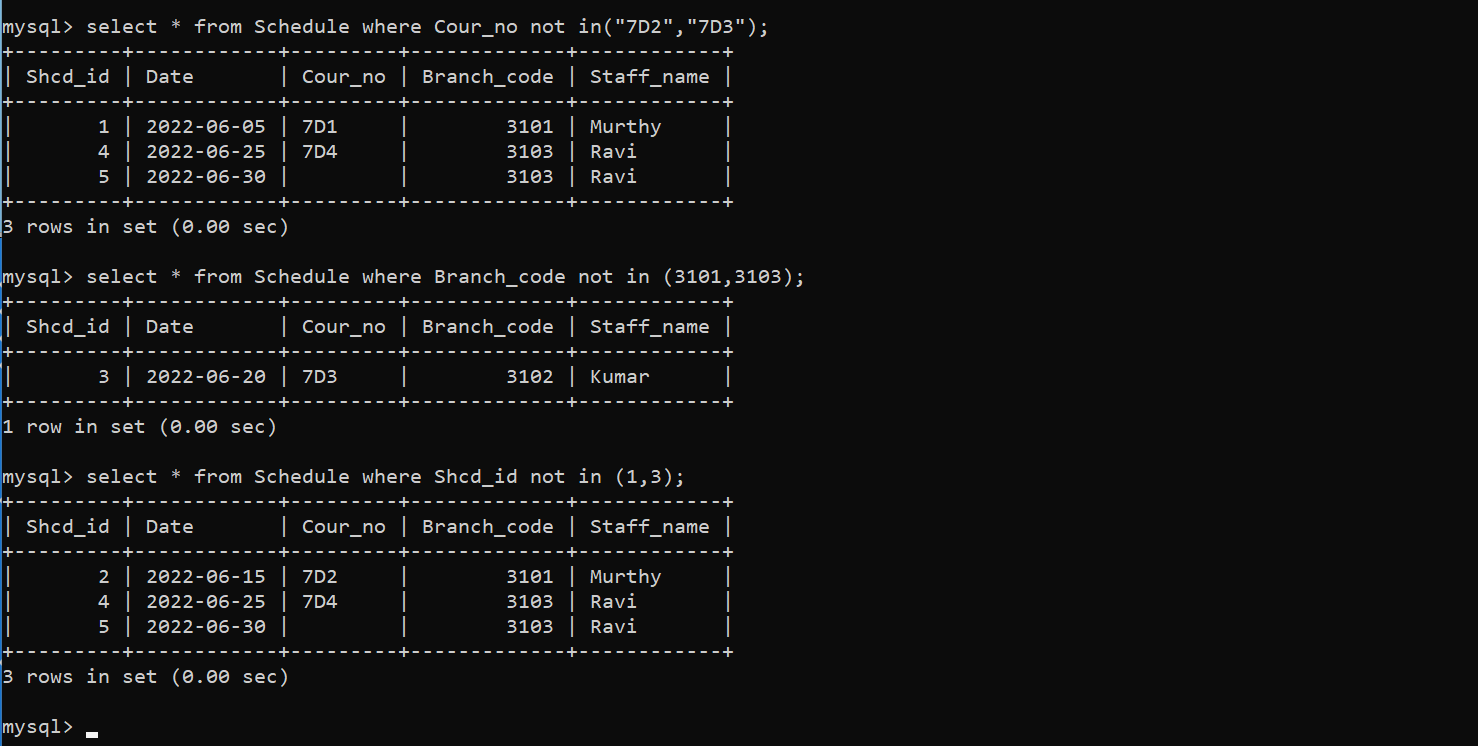 mysql> select * from Schedule where Cour_no not in("7D2","7D3");
+---------+------------+---------+-------------+------------+
| Shcd_id | Date       | Cour_no | Branch_code | Staff_name |
+---------+------------+---------+-------------+------------+
|       1 | 2022-06-05 | 7D1     |        3101 | Murthy     |
|       4 | 2022-06-25 | 7D4     |        3103 | Ravi       |
|       5 | 2022-06-30 |         |        3103 | Ravi       |
+---------+------------+---------+-------------+------------+
3 rows in set (0.00 sec)

mysql> select * from Schedule where Branch_code not in (3101,3103);
+---------+------------+---------+-------------+------------+
| Shcd_id | Date       | Cour_no | Branch_code | Staff_name |
+---------+------------+---------+-------------+------------+
|       3 | 2022-06-20 | 7D3     |        3102 | Kumar      |
+---------+------------+---------+-------------+------------+
1 row in set (0.00 sec)

mysql> select * from Schedule where Shcd_id not in (1,3);
+---------+------------+---------+-------------+------------+
| Shcd_id | Date       | Cour_no | Branch_code | Staff_name |
+---------+------------+---------+-------------+------------+
|       2 | 2022-06-15 | 7D2     |        3101 | Murthy     |
|       4 | 2022-06-25 | 7D4     |        3103 | Ravi       |
|       5 | 2022-06-30 |         |        3103 | Ravi       |
+---------+------------+---------+-------------+------------+
3 rows in set (0.00 sec)

mysql>